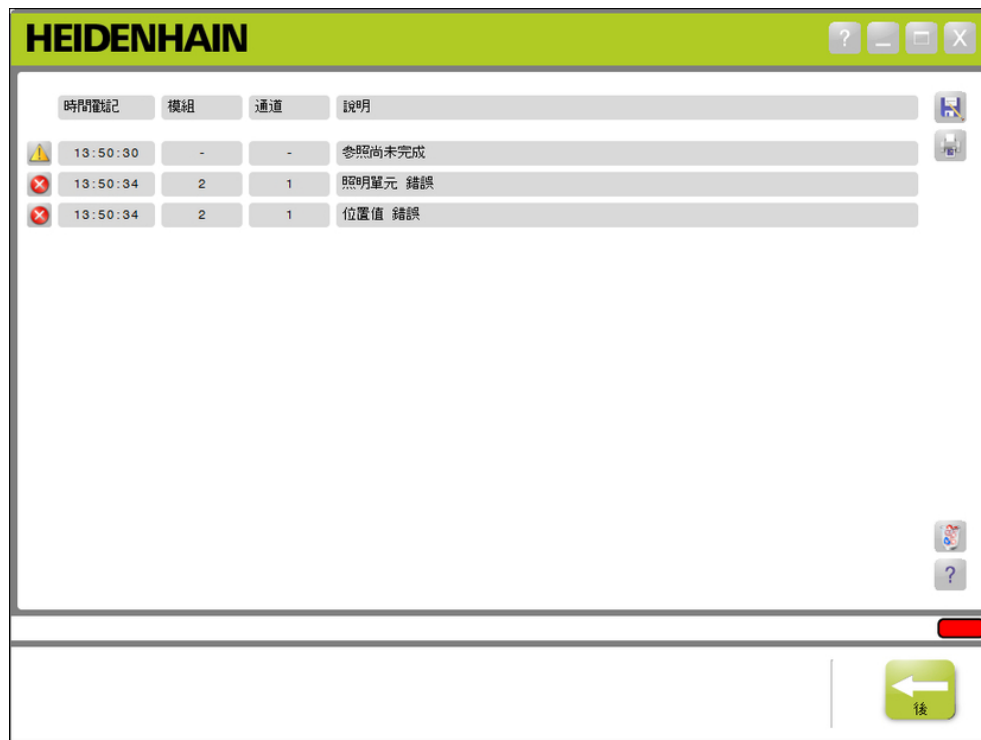 HEIDENHAIN ? _ X
時間戳記 模組 通道 說明
13:50:30 - - 參照尚未完成
13:50:34 2 1 照明單元 錯誤
13:50:34 2 1 位置值 錯誤
?
後